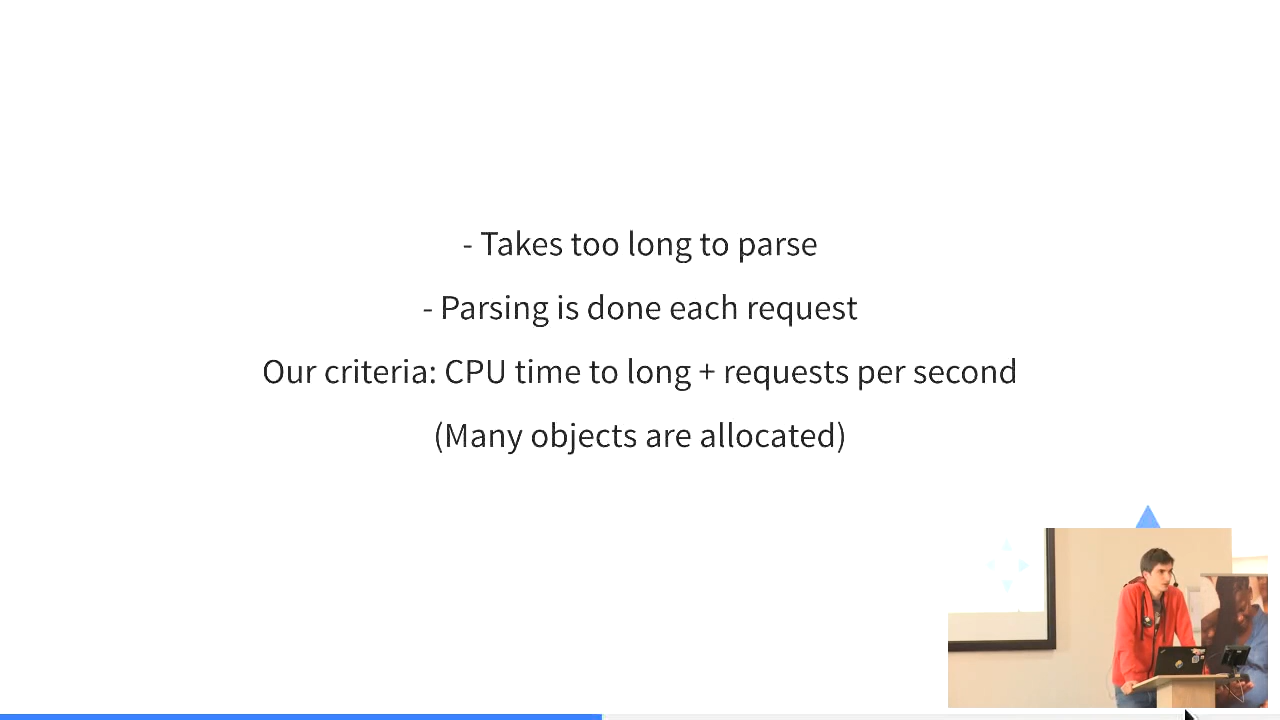 - Takes too long to parse
- Parsing is done each request
Our criteria: CPU time to long + requests per second
(Many objects are allocated)